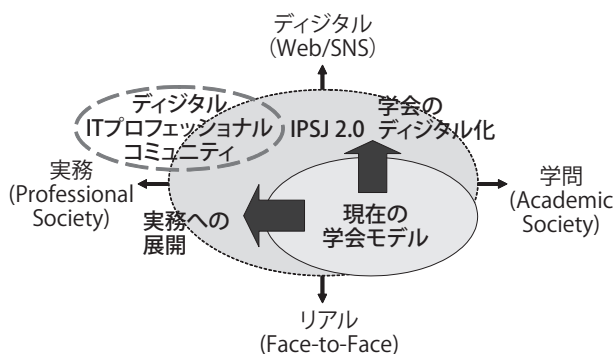 ディジタル
(Web/SNS)
ディジタル
ITプロフェッショナル
コミュニティ
IPSJ 2.0
学会の
ディジタル化
実務
(Professional
Society)
学問
(Academic
Society)
実務への
展開
現在の
学会モデル
リアル
(Face-to-Face)